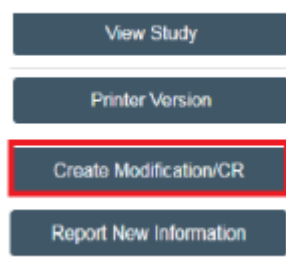 View Study
Printer Version
Create Modification/CR
Report New Information